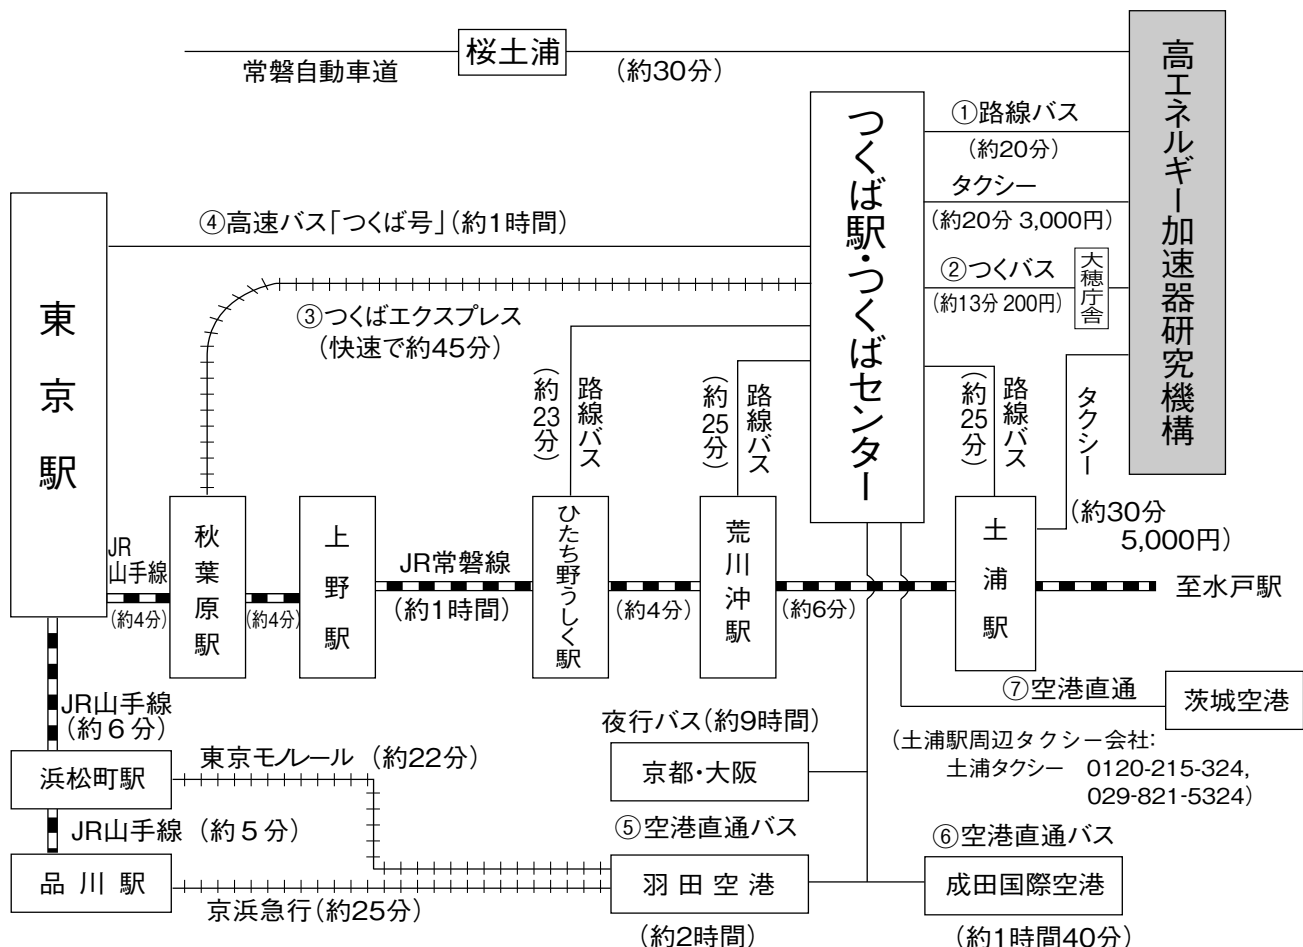 桜土浦
常磐自動車道
(約30分)
高エネルギー加速器研究機構
つくば駅・つくばセンター
①路線バス
(約20分)
タクシー
(約20分 3,000円)
②つくバス
(約13分 200円)
大穂庁舎
東京駅
④高速バス「つくば号」(約1時間)
③つくばエクスプレス
(快速で約45分)
路線バス
(約23分)
路線バス
(約25分)
路線バス
(約25分)
タクシー
(約30分
5,000円)
JR
山手線
(約4分)
秋葉原駅
(約4分)
上野駅
JR常磐線
(約1時間)
ひたち野うしく駅
(約4分)
荒川沖駅
(約6分)
土浦駅
至水戸駅
JR山手線
(約6分)
浜松町駅
東京モノレール (約22分)
JR山手線 (約5分)
品川駅
京浜急行(約25分)
夜行バス(約9時間)
京都・大阪
⑤空港直通バス
羽田空港
(約2時間)
⑥空港直通バス
成田国際空港
(約1時間40分)
⑦空港直通
茨城空港
(土浦駅周辺タクシー会社:
土浦タクシー 0120-215-324,
029-821-5324)